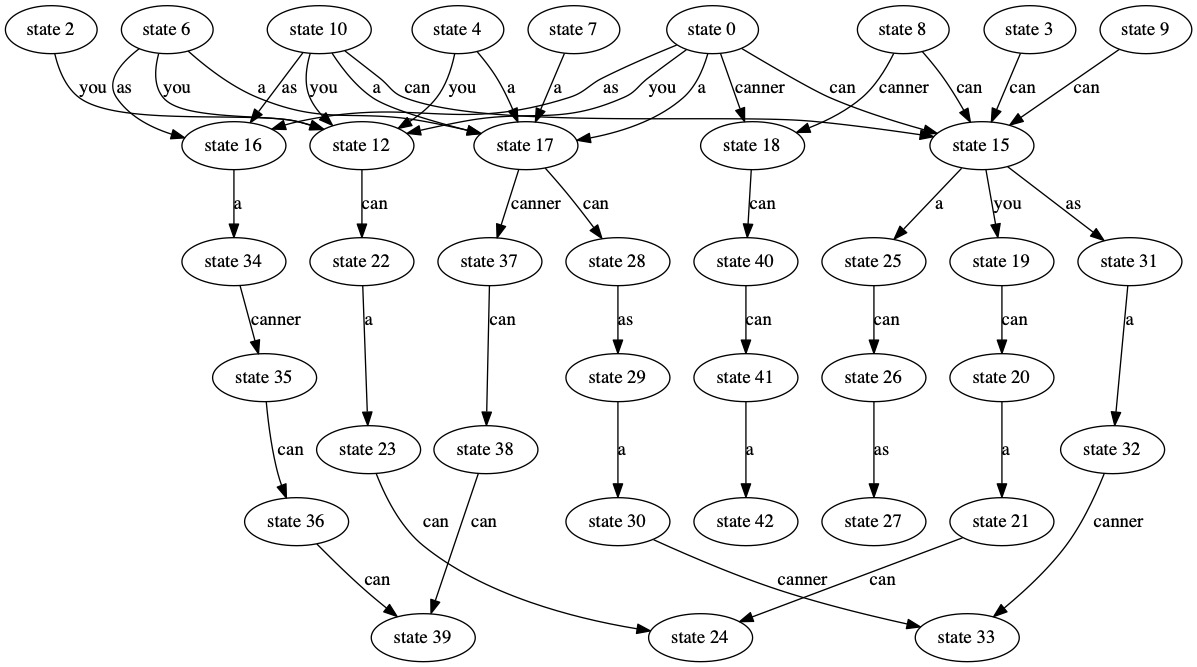 state 2 state 6 state 10 state 4 state 7 state 0 state 8 state 3 state 9
you as you a as you a can you a a as you a canner can canner can can can
state 16 state 12 state 17 state 18 state 15
a can canner can can a you as
state 34 state 22 state 37 state 28 state 40 state 25 state 19 state 31
canner a can as can can can a
state 35 state 29 state 41 state 26 state 20
can a a as a
state 23 state 38 state 32
state 36 state 30 state 42 state 27 state 21
can can canner
can canner can
state 39 state 24 state 33